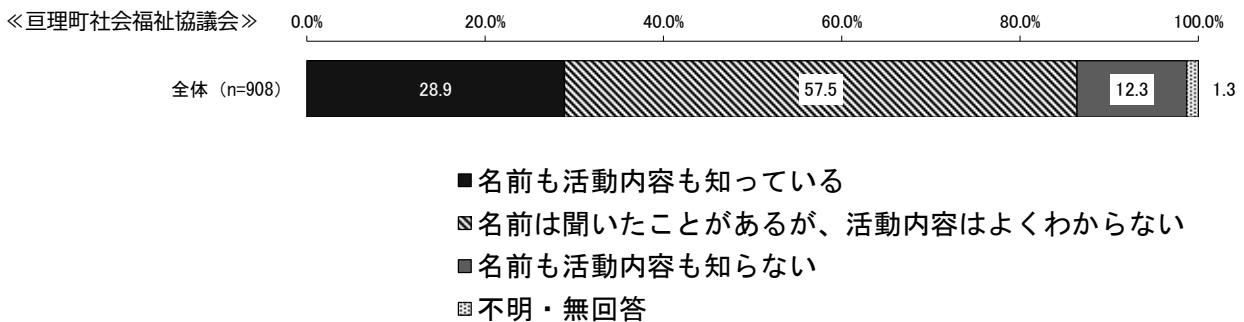 ≪亘理町社会福祉協議会≫
0.0% 20.0% 40.0% 60.0% 80.0% 100.0%
全体（n=908） 28.9 57.5 12.3 1.3
名前も活動内容も知っている
名前は聞いたことがあるが、活動内容はよくわからない
名前も活動内容も知らない
不明・無回答